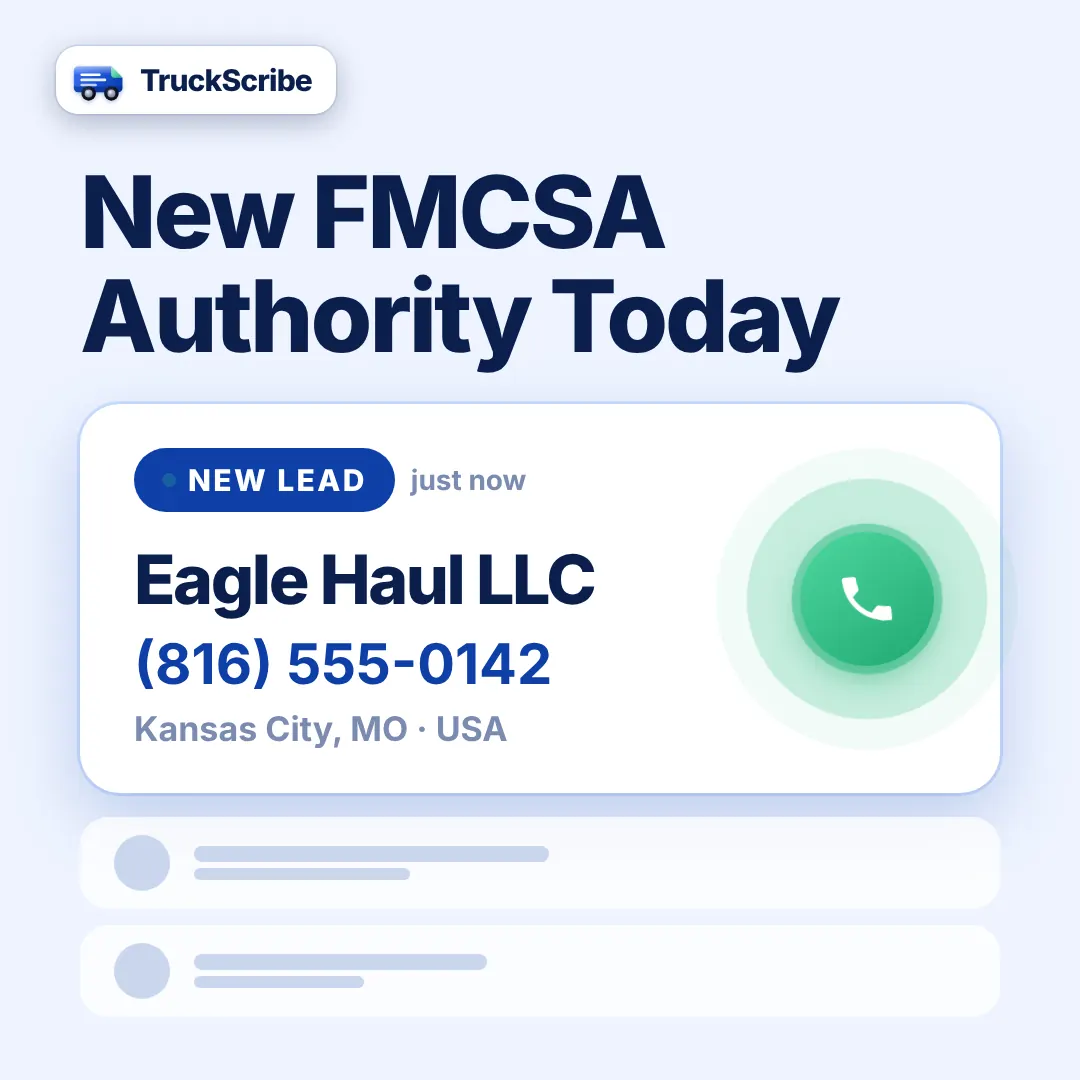 TruckScribe
New FMCSA
Authority Today
NEW LEAD just now
Eagle Haul LLC
(816) 555-0142
Kansas City, MO · USA